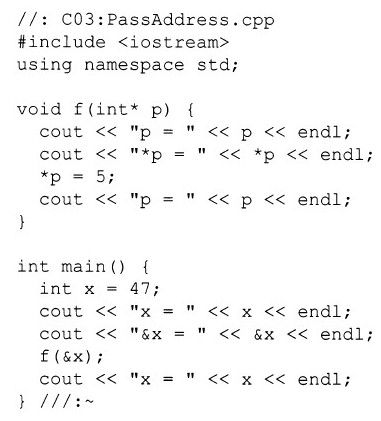 //: C03:PassAddress.cpp
#include <iostream>
using namespace std;

void f(int* p) {
  cout << "p = " << p << endl;
  cout << "*p = " << *p << endl;
  *p = 5;
  cout << "p = " << p << endl;
}

int main() {
  int x = 47;
  cout << "x = " << x << endl;
  cout << "&x = " << &x << endl;
  f(&x);
  cout << "x = " << x << endl;
} ///:~